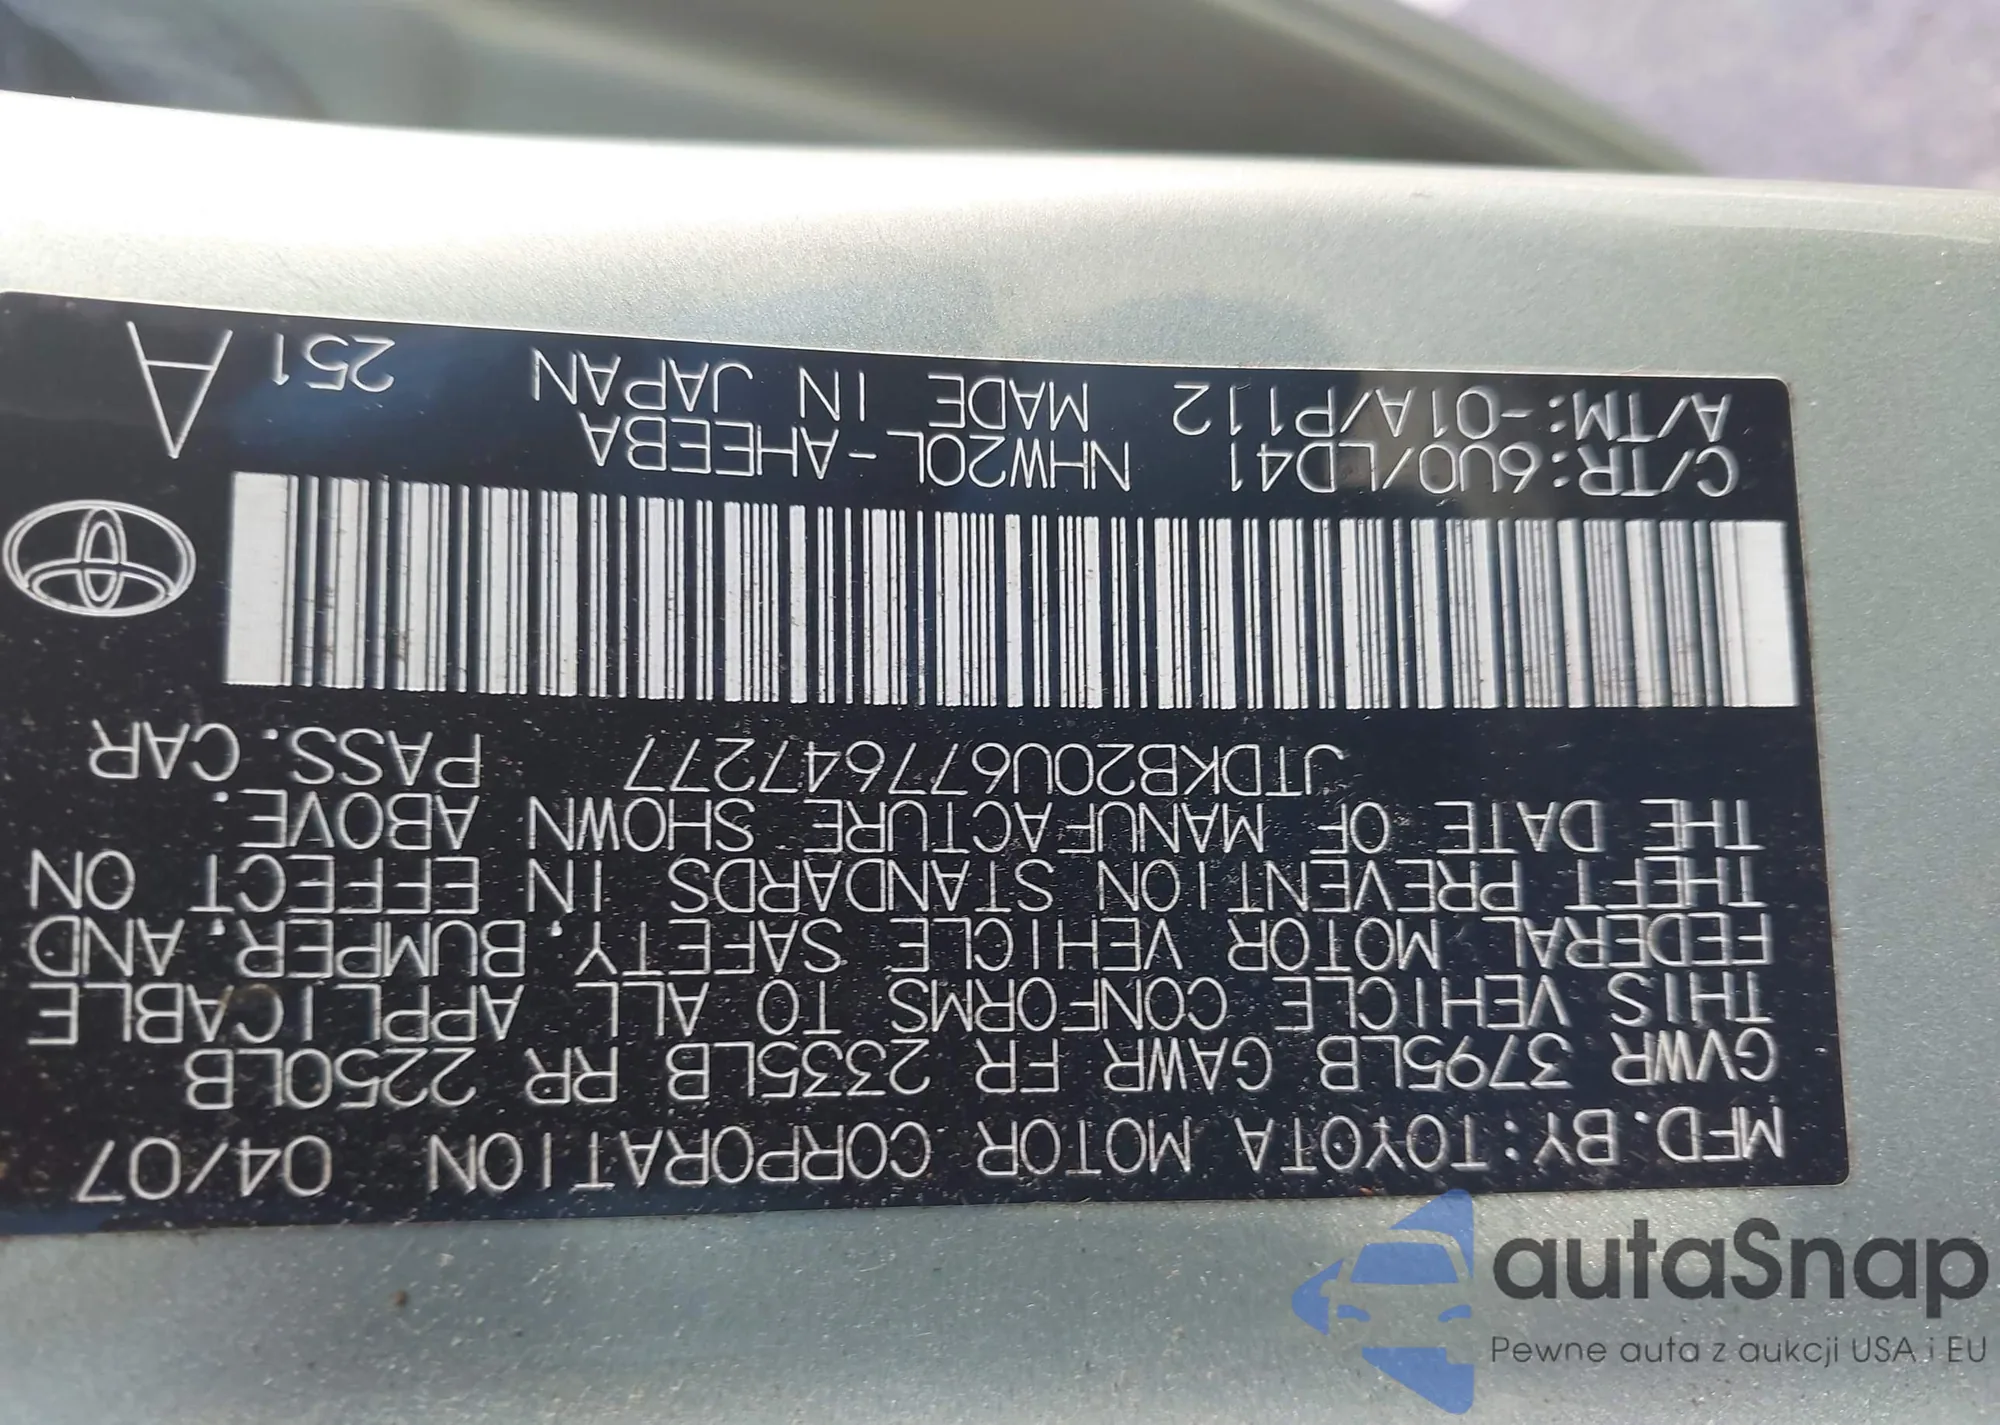 MFD. BY: TOYOTA MOTOR CORPORATION 04/07
GVWR 3795LB GAWR FR 2335LB RR 2250LB
THIS VEHICLE CONFORMS TO ALL APPLICABLE
FEDERAL MOTOR VEHICLE SAFETY, BUMPER, AND
THEFT PREVENTION STANDARDS IN EFFECT ON
THE DATE OF MANUFACTURE SHOWN ABOVE.
JTDKB20U677647277 PASS. CAR
C/TR:6U0/LD41 NHW20L-AHEEBA
A/TM:-01A/P112 MADE IN JAPAN 251 A
autaSnap
Pewne auta z aukcji USA i EU